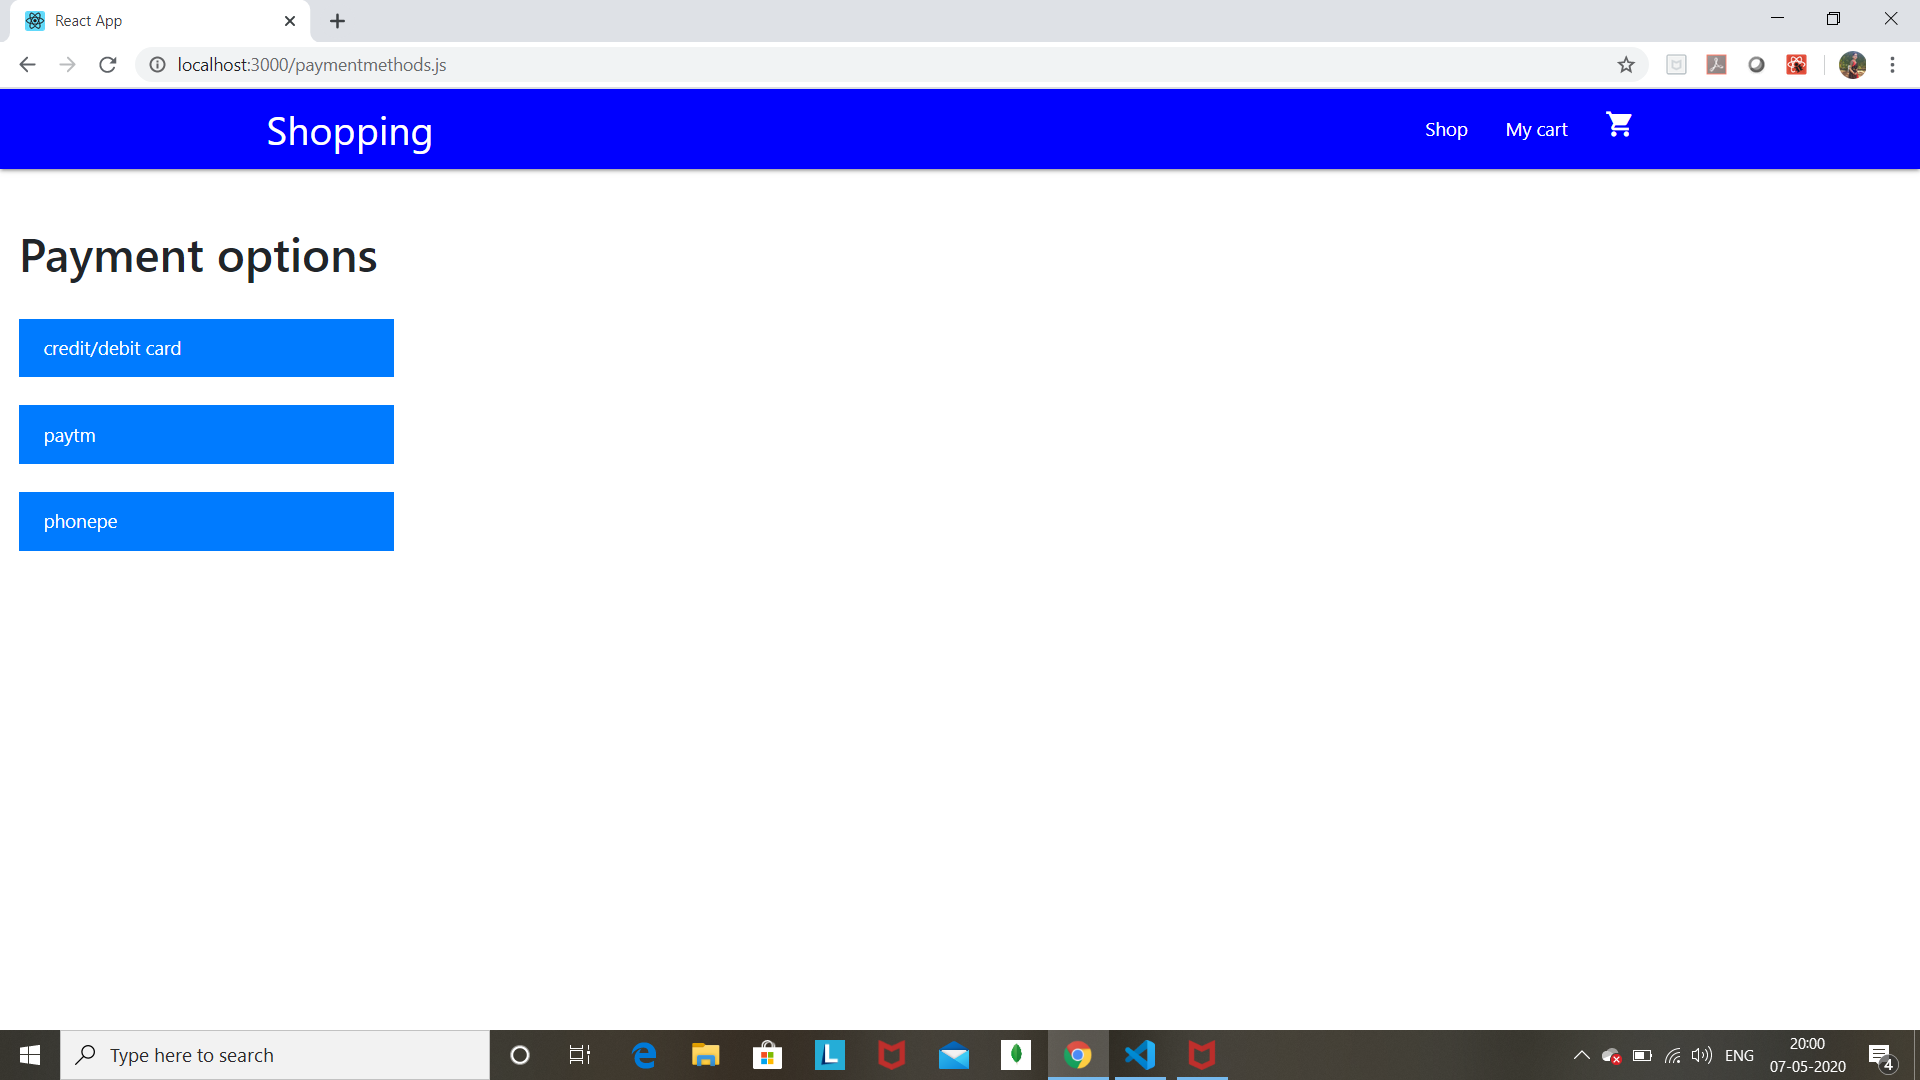 React App
localhost:3000/paymentmethods.js
Shopping
Shop
My cart
Payment options
credit/debit card
paytm
phonepe
Type here to search
L
ENG
20:00
07-05-2020
4